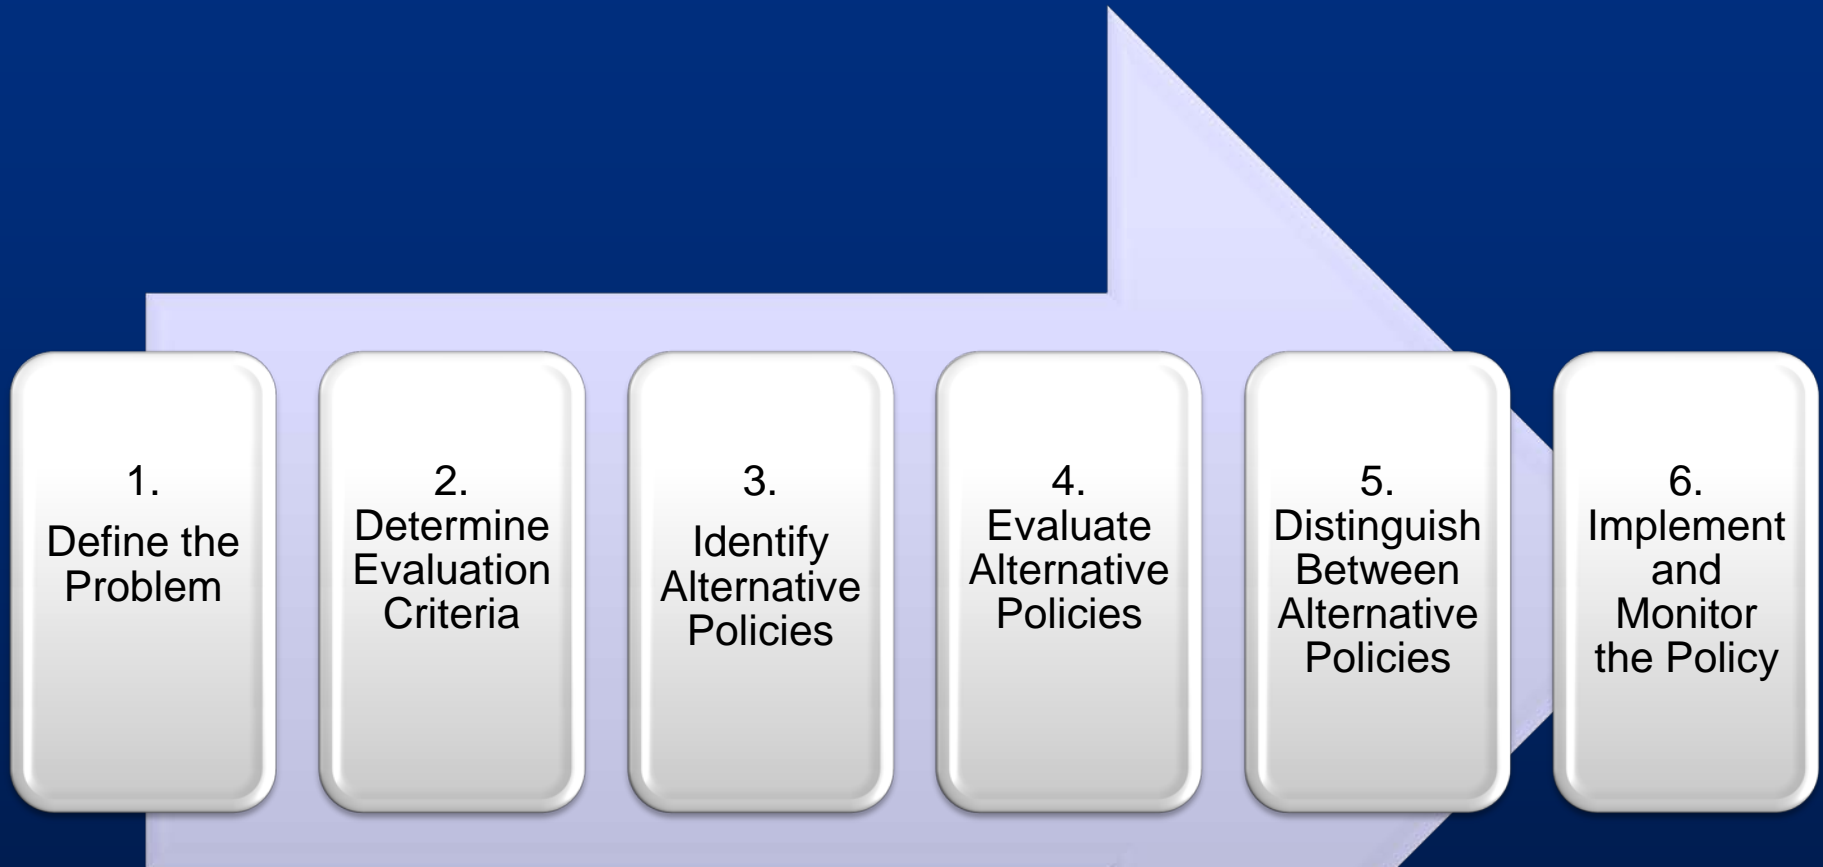 1.
Define the
Problem
2.
Determine
Evaluation
Criteria
3.
Identify
Alternative
Policies
4.
Evaluate
Alternative
Policies
5.
Distinguish
Between
Alternative
Policies
6.
Implement
and
Monitor
the Policy